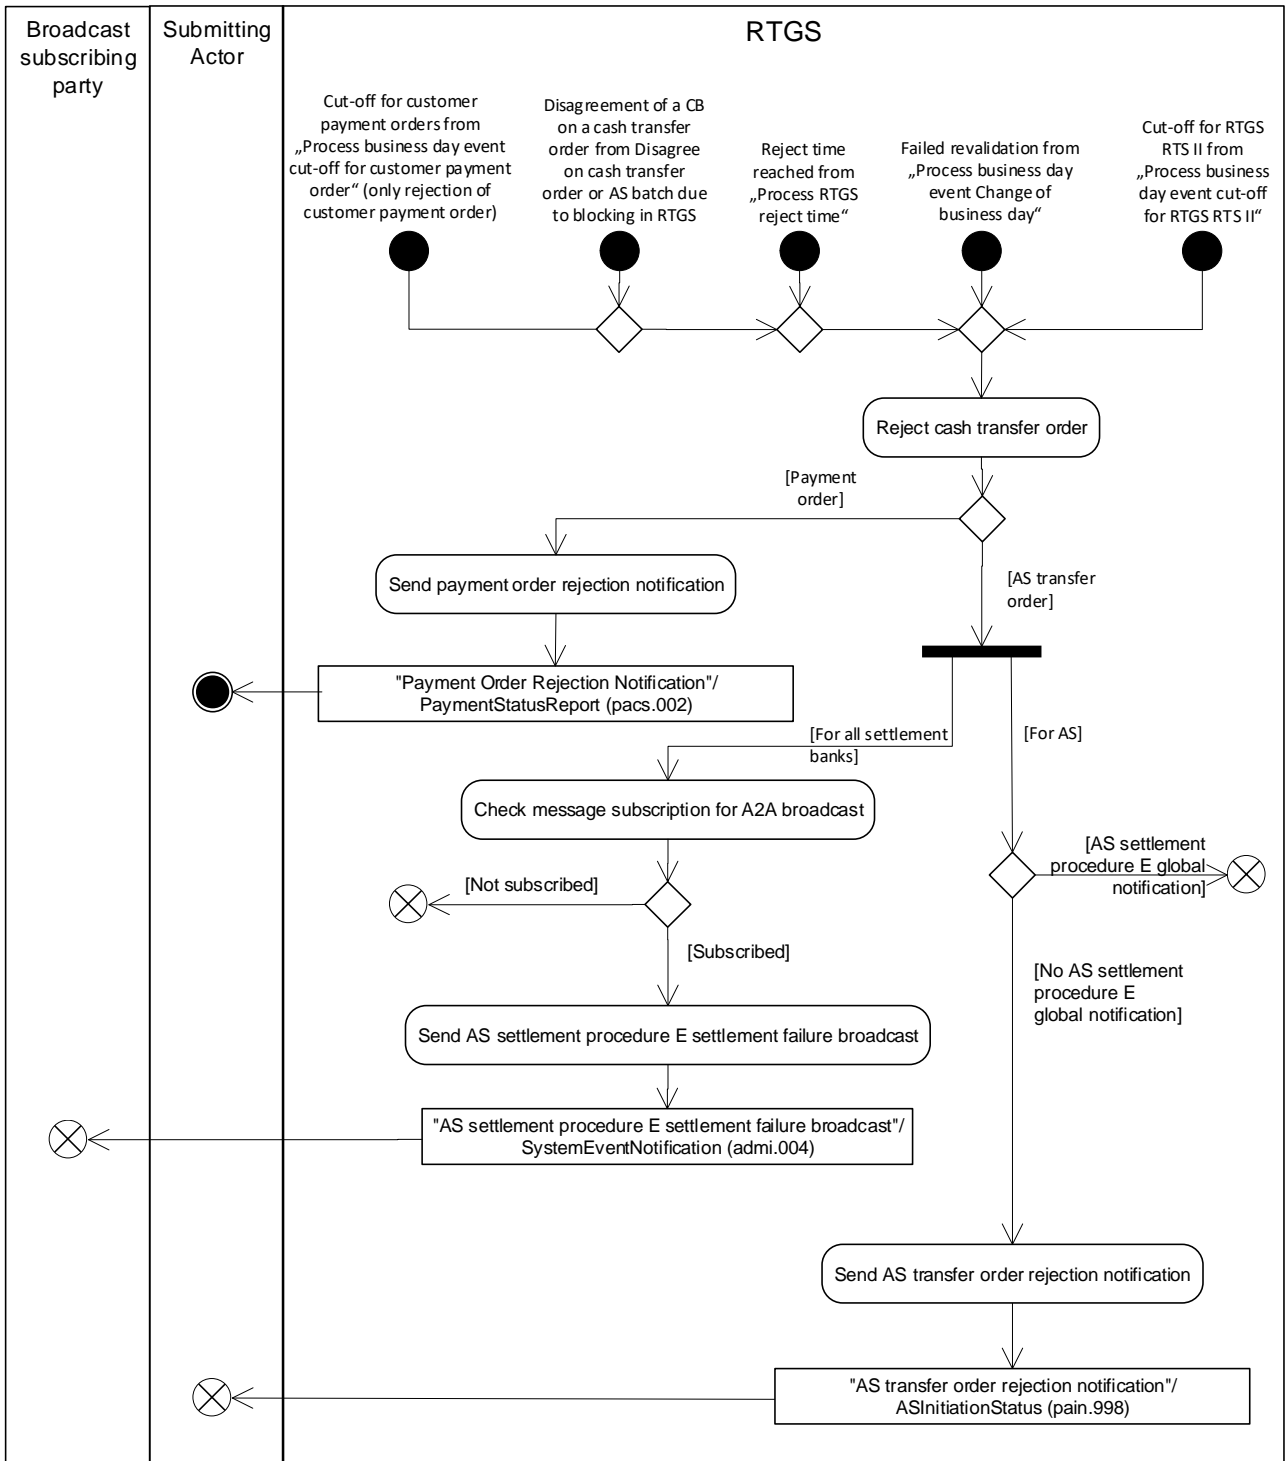 Broadcast
subscribing
party
Submitting
Actor
RTGS
Cut-off for customer
payment orders from
„Process business day event
cut-off for customer payment
order“ (only rejection of
customer payment order)
Disagreement of a CB
on a cash transfer
order from Disagree
on cash transfer
order or AS batch due
to blocking in RTGS
Reject time
reached from
„Process RTGS
reject time“
Failed revalidation from
„Process business day
event Change of
business day“
Cut-off for RTGS
RTS II from
„Process business
day event cut-off
for RTGS RTS II“
Reject cash transfer order
[Payment
order]
Send payment order rejection notification
[AS transfer
order]
"Payment Order Rejection Notification"/
PaymentStatusReport (pacs.002)
[For all settlement
banks]
[For AS]
Check message subscription for A2A broadcast
[AS settlement
procedure E global
notification]
[Not subscribed]
[Subscribed]
[No AS settlement
procedure E
global notification]
Send AS settlement procedure E settlement failure broadcast
"AS settlement procedure E settlement failure broadcast"/
SystemEventNotification (admi.004)
Send AS transfer order rejection notification
"AS transfer order rejection notification"/
ASInitiationStatus (pain.998)